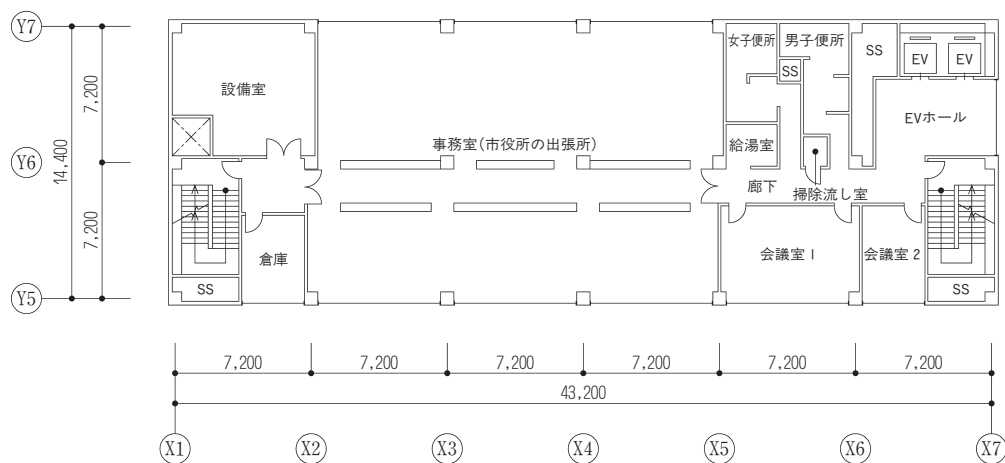 Y7
7,200
14,400
Y6
7,200
Y5
設備室
事務室(市役所の出張所)
女子便所
男子便所
SS
SS
EV
EV
EVホール
給湯室
廊下
掃除流し室
倉庫
会議室1
会議室2
SS
SS
7,200
7,200
7,200
7,200
7,200
7,200
43,200
X1
X2
X3
X4
X5
X6
X7